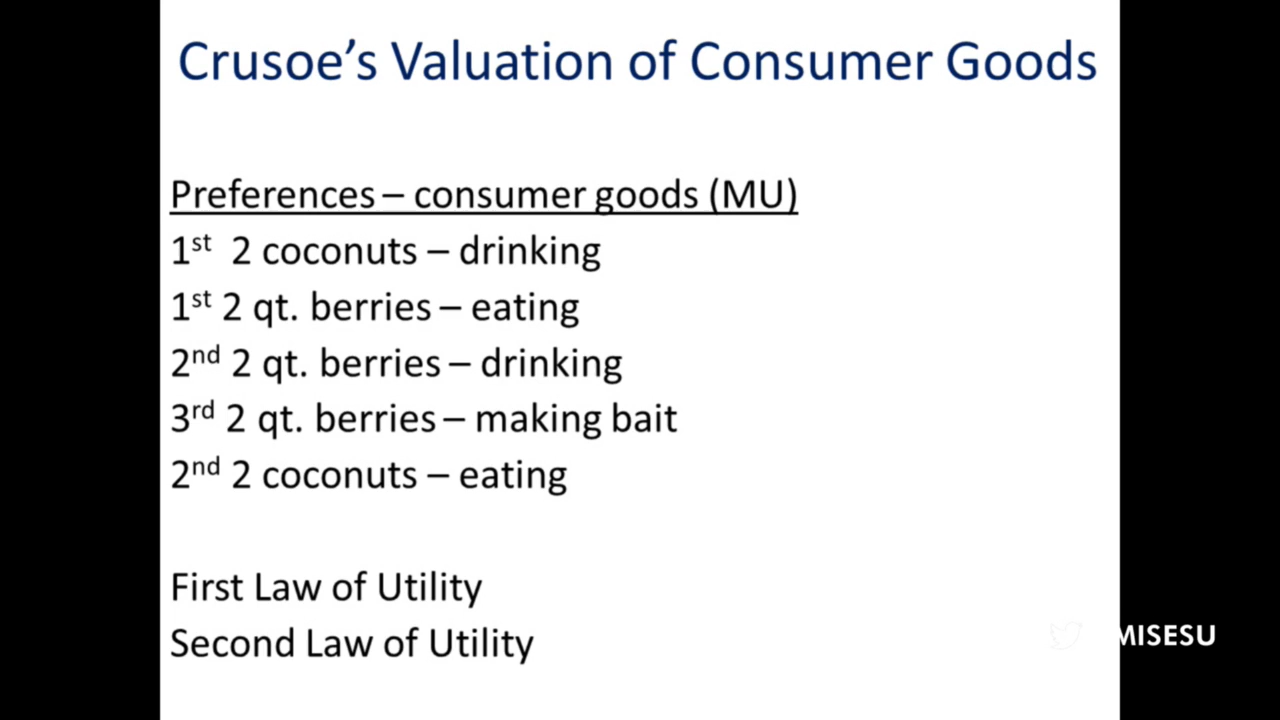 Crusoe's Valuation of Consumer Goods
Preferences – consumer goods (MU)
1st 2 coconuts – drinking
1st 2 qt. berries – eating
2nd 2 qt. berries – drinking
3rd 2 qt. berries – making bait
2nd 2 coconuts – eating
First Law of Utility
Second Law of Utility
MISESU